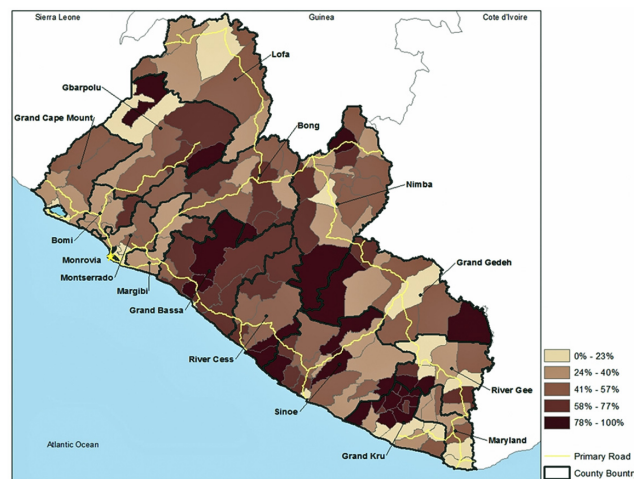 Sierra Leone
Guinea
Cote d'Ivoire
Lofa
Gbarpolu
Grand Cape Mount
Bong
Nimba
Bomi
Monrovia
Montserrado
Margibi
Grand Bassa
Grand Gedeh
River Cess
River Gee
Sinoe
Maryland
Grand Kru
Atlantic Ocean
0% - 23%
24% - 40%
41% - 57%
58% - 77%
78% - 100%
Primary Road
County Bountr